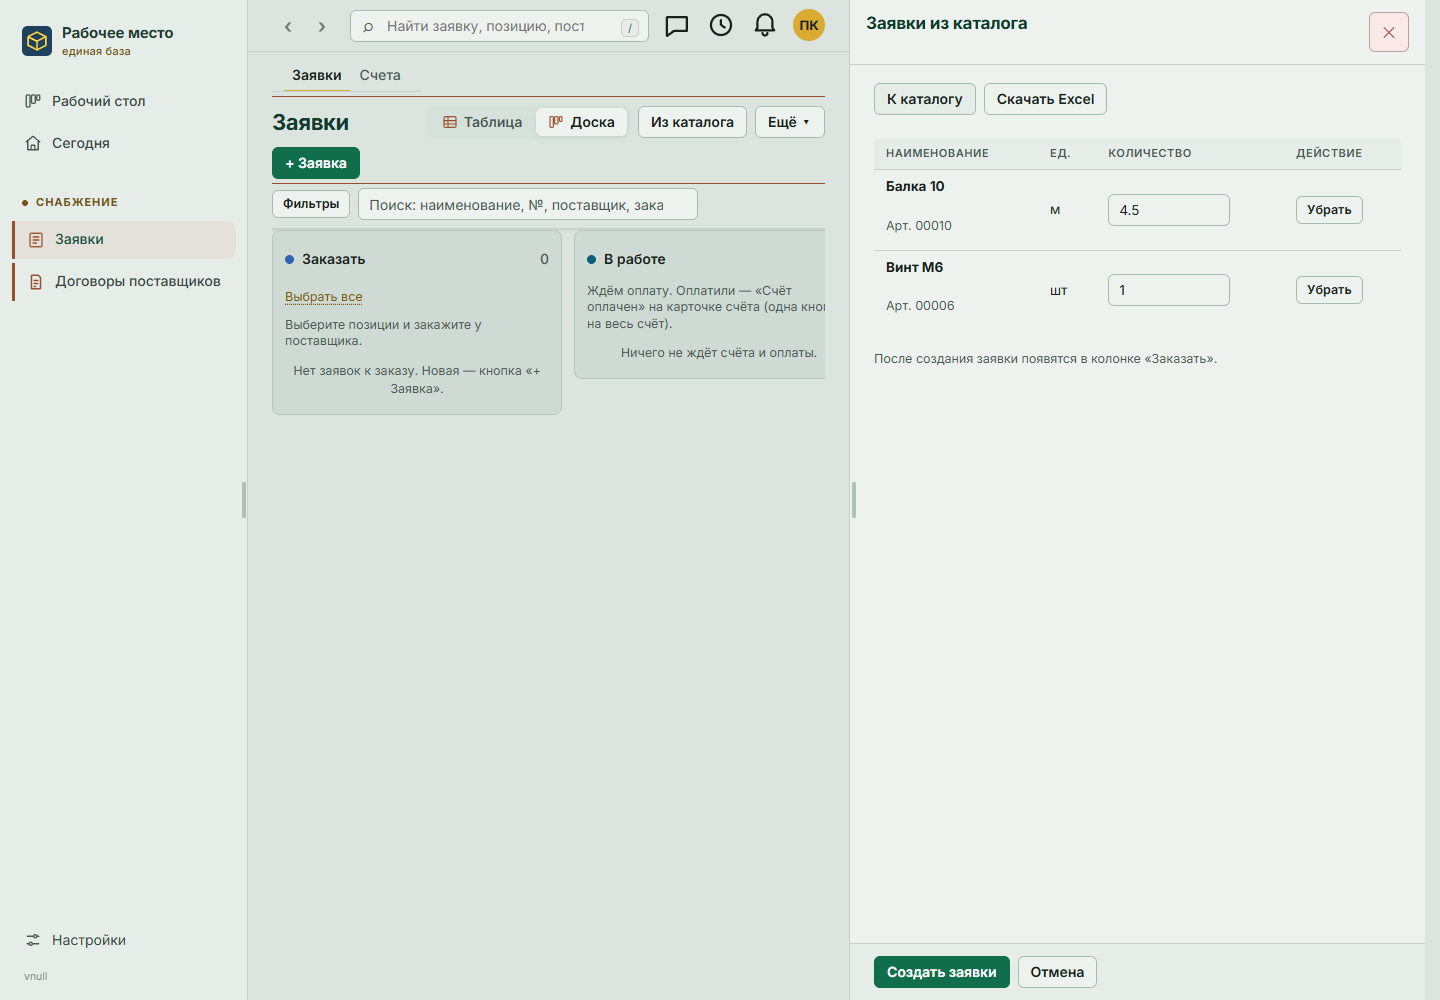 Рабочее место
единая база
Рабочий стол
Сегодня
СНАБЖЕНИЕ
Заявки
Договоры поставщиков
Настройки
vnull
Найти заявку, позицию, пост
/
ПК
Заявки Счета
Заявки
Таблица Доска Из каталога Ещё
+ Заявка
Фильтры Поиск: наименование, №, поставщик, зака
Заказать 0
Выбрать все
Выберите позиции и закажите у
поставщика.
Нет заявок к заказу. Новая — кнопка «+
Заявка».
В работе
Ждём оплату. Оплатили — «Счёт
оплачен» на карточке счёта (одна кноп
на весь счёт).
Ничего не ждёт счёта и оплаты.
Заявки из каталога
К каталогу Скачать Excel
НАИМЕНОВАНИЕ ЕД. КОЛИЧЕСТВО ДЕЙСТВИЕ
Балка 10
Арт. 00010
м 4.5 Убрать
Винт М6
Арт. 00006
шт 1 Убрать
После создания заявки появятся в колонке «Заказать».
Создать заявки Отмена